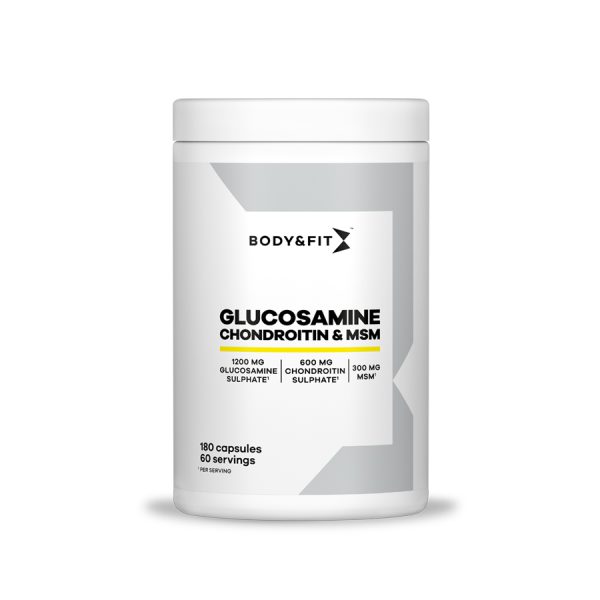 BODY&FIT™
GLUCOSAMINE
CHONDROITIN & MSM
1200 MG
GLUCOSAMINE
SULPHATE¹
600 MG
CHONDROITIN
SULPHATE¹
300 MG
MSM¹
180 capsules
60 servings
¹ PER SERVING